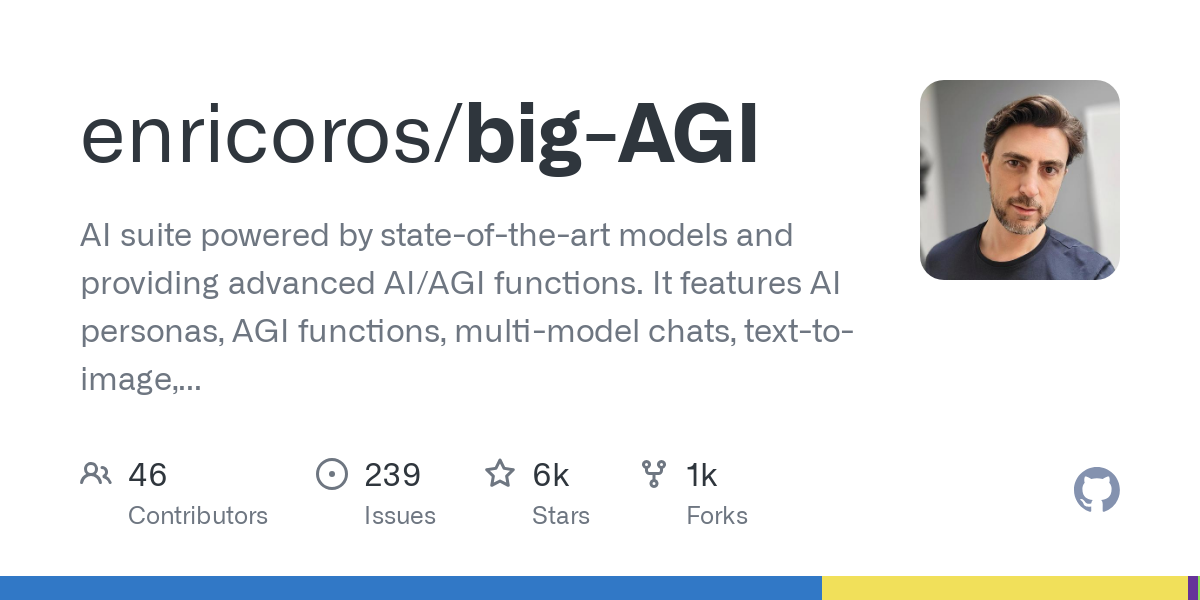 enricoros/big-AGI
AI suite powered by state-of-the-art models and
providing advanced AI/AGI functions. It features AI
personas, AGI functions, multi-model chats, text-to-
image,...
46 239 6k 1k
Contributors Issues Stars Forks